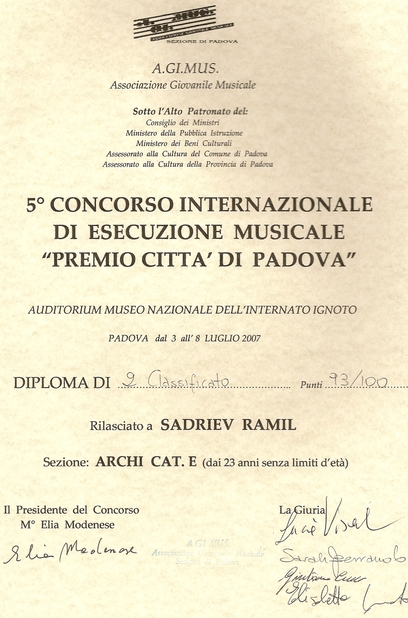 SEZIONE DI PADOVA
A.GI.MUS.
Associazione Giovanile Musicale
Sotto l'Alto Patronato del:
Consiglio dei Ministri
Ministero della Pubblica Istruzione
Ministero dei Beni Culturali
Assessorato alla Cultura del Comune di Padova
Assessorato alla Cultura della Provincia di Padova
5° CONCORSO INTERNAZIONALE
DI ESECUZIONE MUSICALE
"PREMIO CITTA' DI PADOVA"
AUDITORIUM MUSEO NAZIONALE DELL'INTERNATO IGNOTO
PADOVA dal 3 all' 8 LUGLIO 2007
DIPLOMA DI 2 Classificato Punti 93/100
Rilasciato a SADRIEV RAMIL
Sezione: ARCHI CAT. E (dai 23 anni senza limiti d'età)
Il Presidente del Concorso
M° Elia Modenese
Elia Modenese
La Giuria
A.GI.MUS.